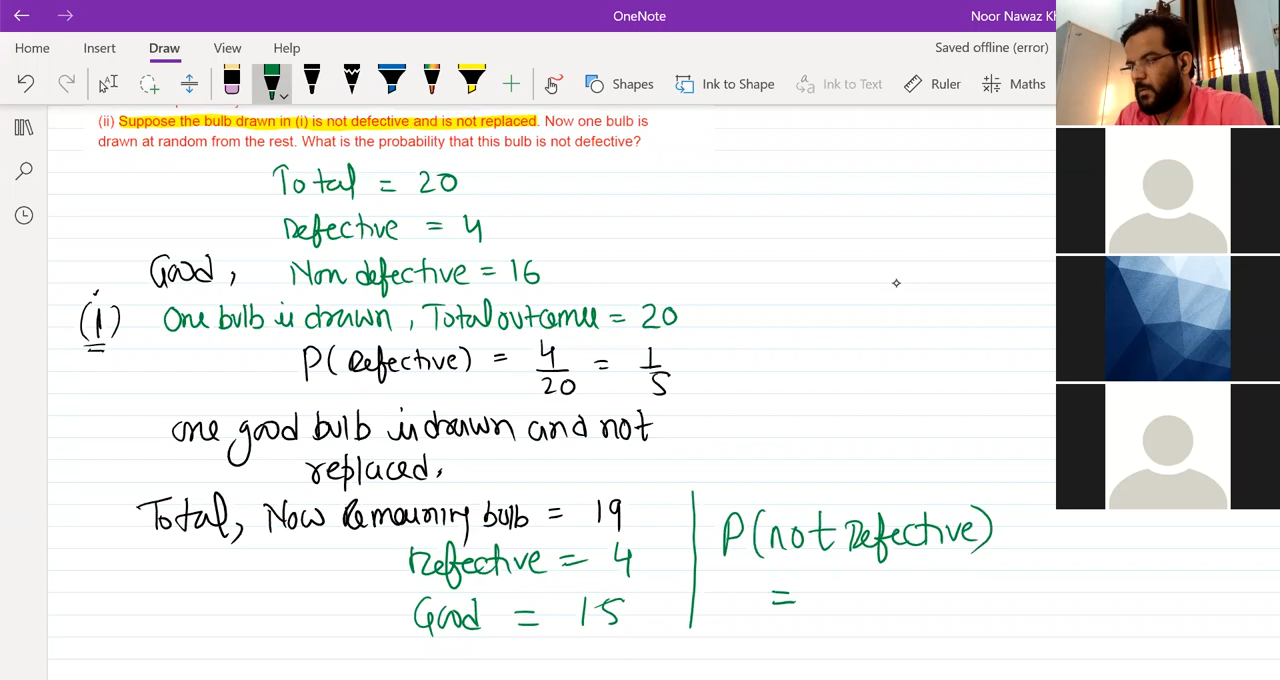 OneNote
Noor Nawaz Kh
Home Insert Draw View Help
Saved offline (error)
Shapes Ink to Shape Ink to Text Ruler Maths
(ii) Suppose the bulb drawn in (i) is not defective and is not replaced. Now one bulb is
drawn at random from the rest. What is the probability that this bulb is not defective?
Total = 20
Defective = 4
Good, Non defective = 16
(i) One bulb is drawn, Total outcomes = 20
P(Defective) = 4/20 = 1/5
one good bulb is drawn and not
replaced.
Total, Now Remaining bulb = 19
Defective = 4
Good = 15
P(not Defective)
=